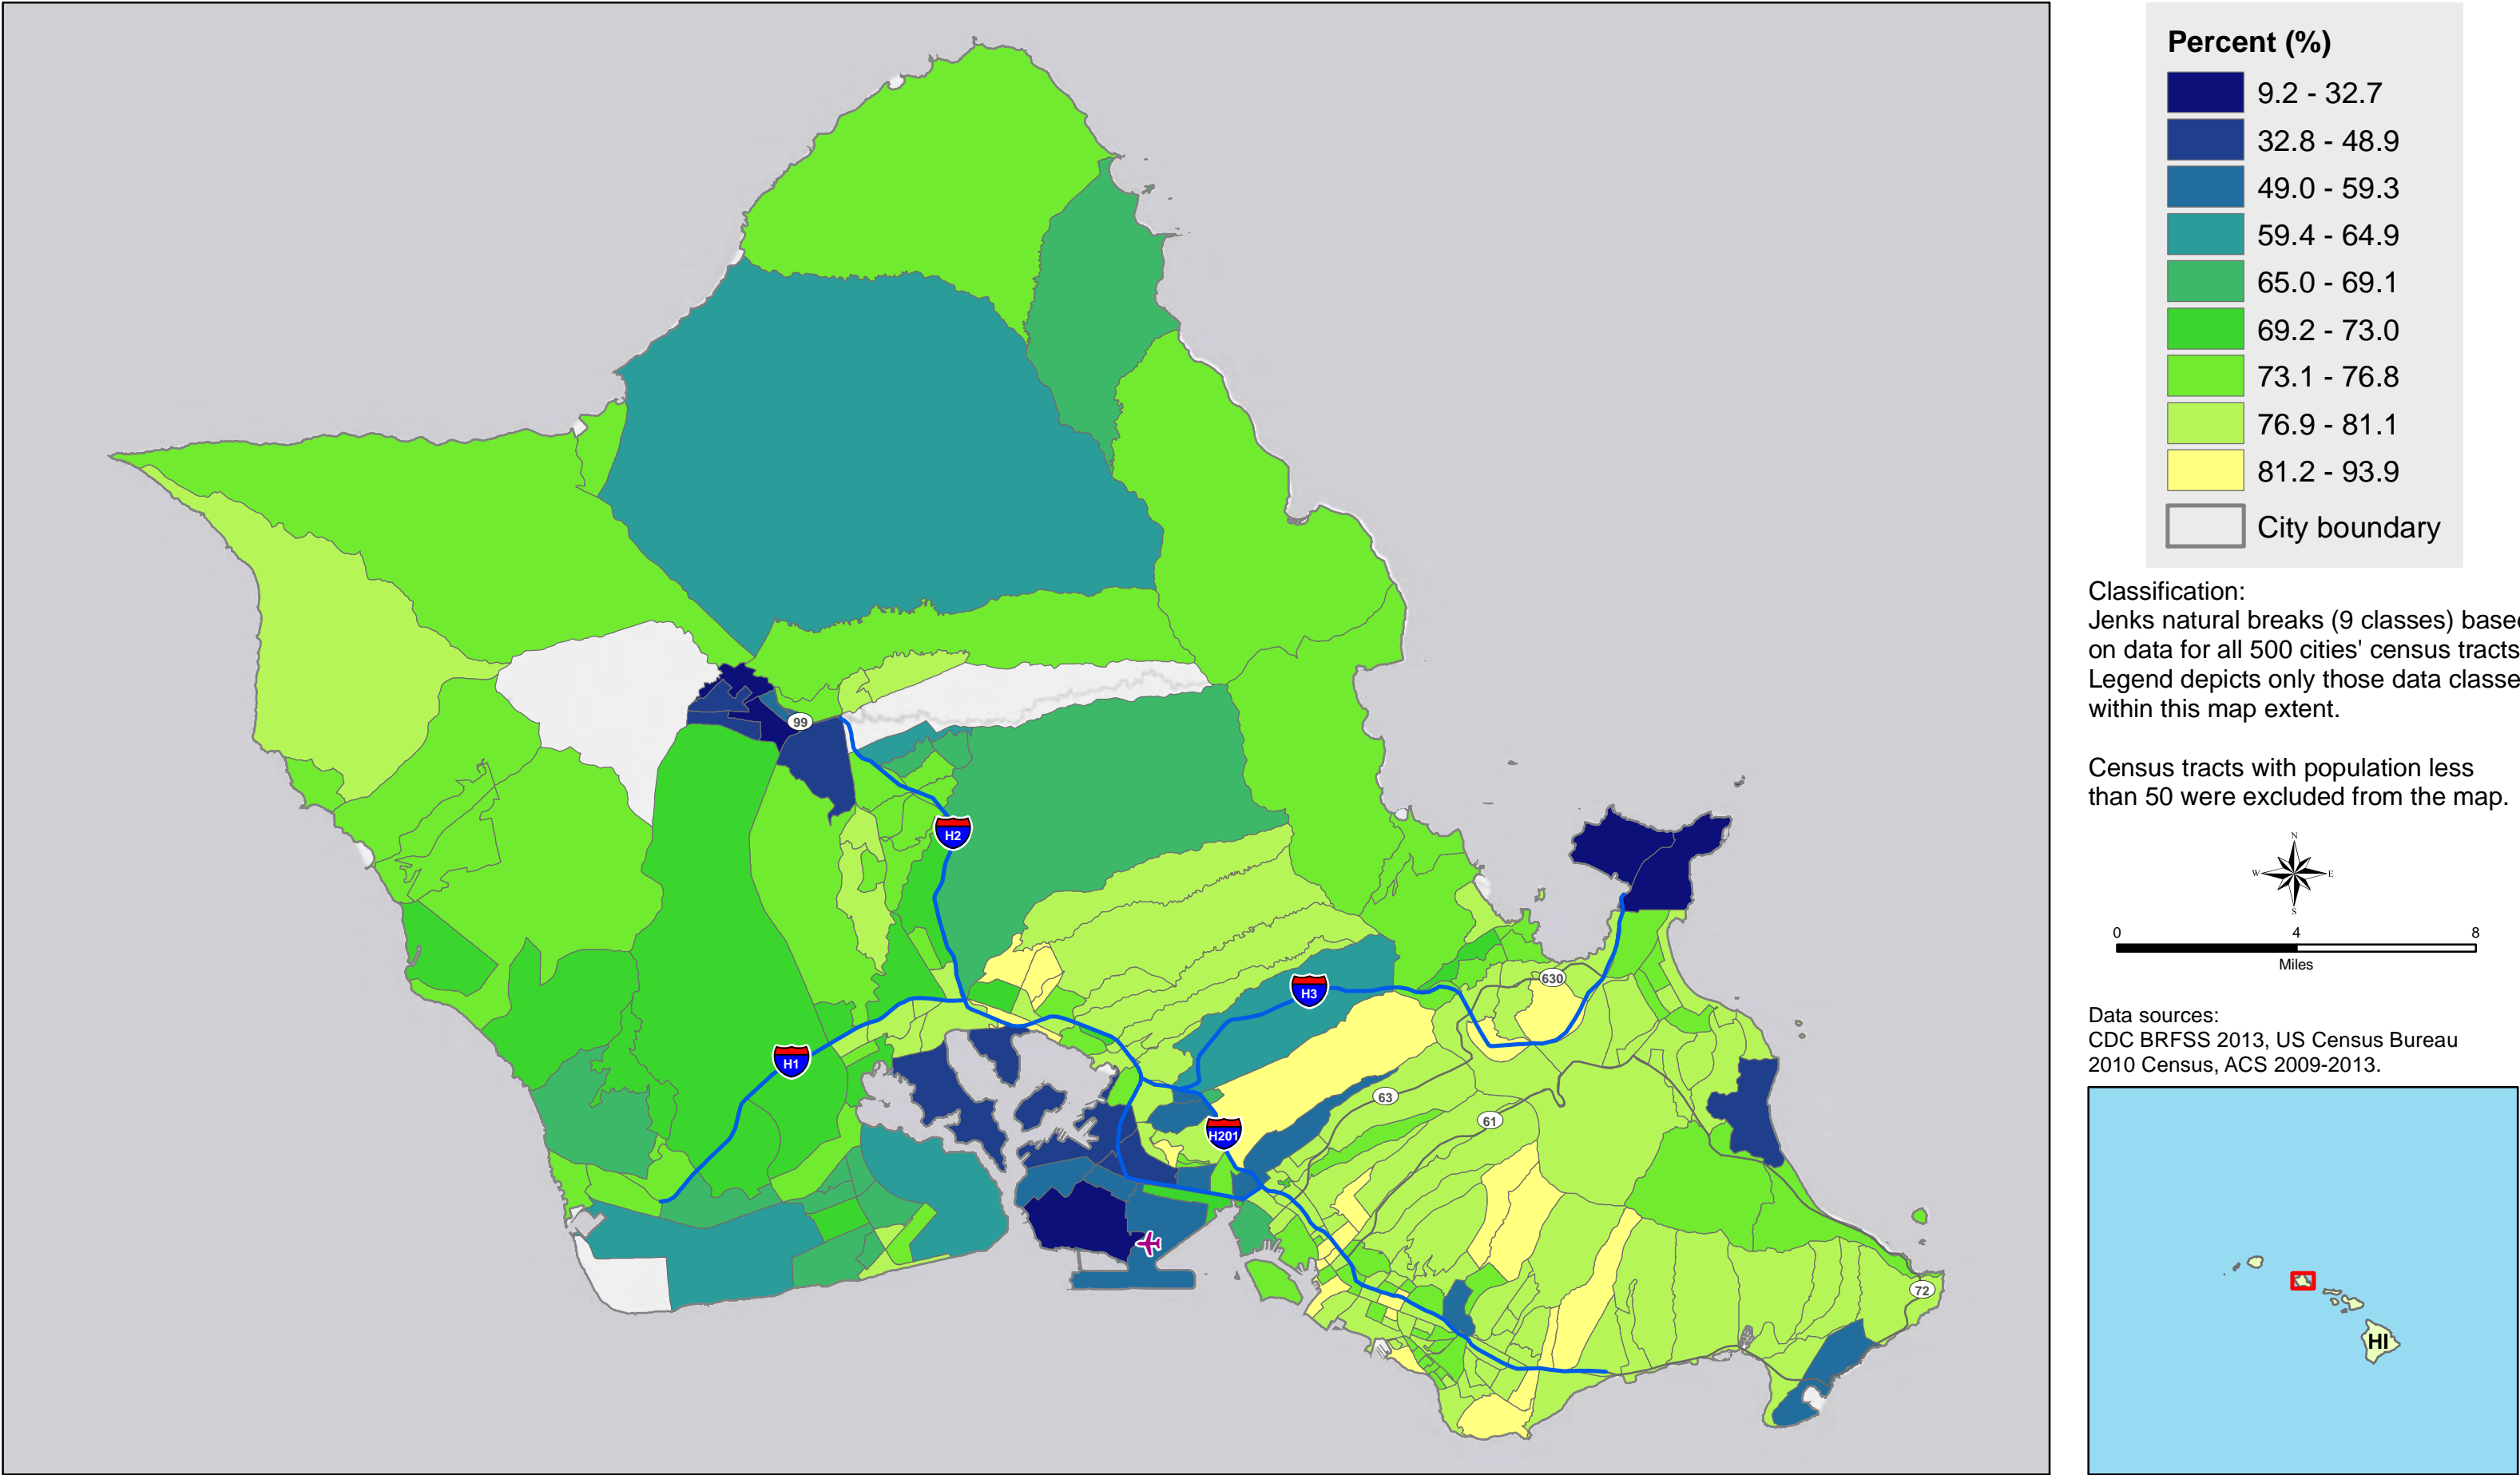 Percent (%)
9.2 - 32.7
32.8 - 48.9
49.0 - 59.3
59.4 - 64.9
65.0 - 69.1
69.2 - 73.0
73.1 - 76.8
76.9 - 81.1
81.2 - 93.9
City boundary
Classification:
Jenks natural breaks (9 classes) base
on data for all 500 cities' census tracts
Legend depicts only those data classe
within this map extent.
Census tracts with population less
than 50 were excluded from the map.
N
W E
S
0 4 8
Miles
Data sources:
CDC BRFSS 2013, US Census Bureau
2010 Census, ACS 2009-2013.
HI
99
H2
630
H3
H1
63
61
H201
72